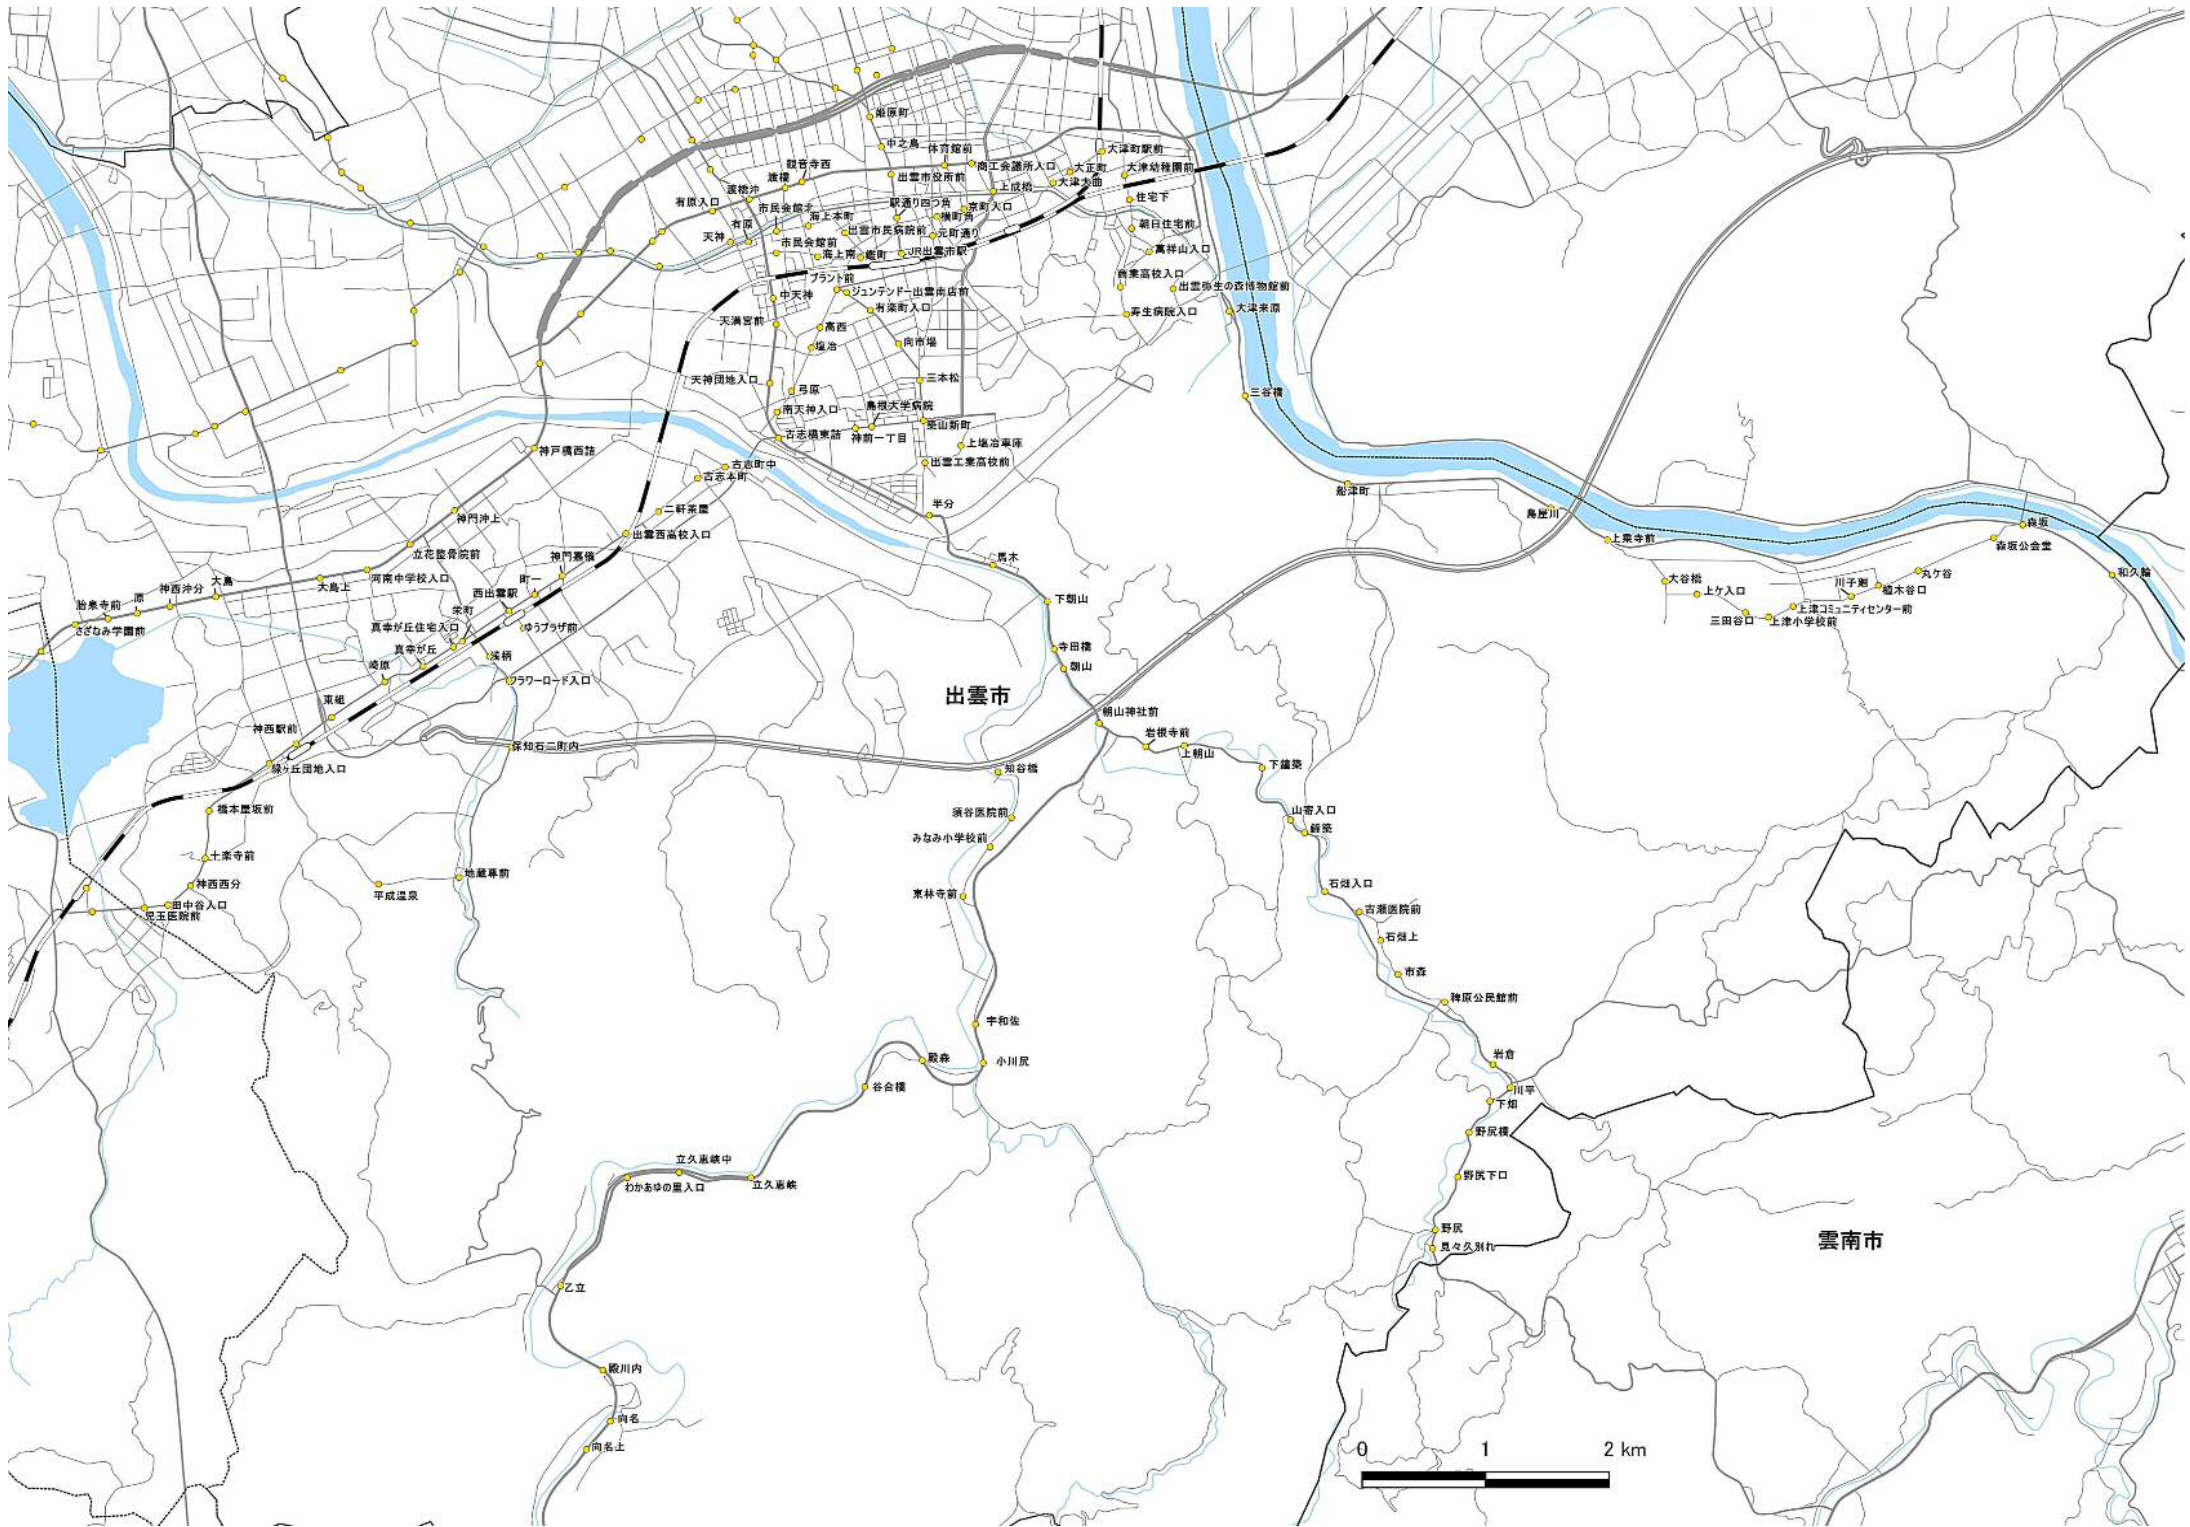 姫原町
中之島
体育館前
大津町駅前
観音寺西
商工会議所入口
大正町
大津幼稚園前
渡橋
出雲市役所前
大津大曲
渡橋沖
上成橋
住宅下
有原入口
市民会館北
駅通り四つ角
京町入口
海上本町
横町角
有原
朝日住宅前
天神
出雲市民病院前
元町通り
市民会館前
萬祥山入口
海上南
鑓町
JR出雲市駅
プラント前
商業高校入口
ジュンテンドー出雲南店前
出雲弥生の森博物館前
中天神
有楽町入口
大津来原
寿生病院入口
天満宮前
高西
塩冶
向市場
天神団地入口
三本松
弓原
三谷橋
島根大学病院
南天神入口
築山新町
古志橋東詰
神前一丁目
上塩冶車庫
神戸橋西詰
古志町中
出雲工業高校前
古志本町
船津町
半分
二軒茶屋
鳥屋川
神門沖上
森坂
出雲西高校入口
上乗寺前
森坂公会堂
立花整骨院前
神門嘉儀
馬木
和久輪
大島
大島上
河南中学校入口
丸ケ谷
大谷橋
川子廻
植木谷口
神西沖分
町一
上ケ入口
原
西出雲駅
下朝山
胎泉寺前
栄町
上津コミュニティセンター前
さざなみ学園前
真幸が丘住宅入口
ゆうプラザ前
三田谷口
上津小学校前
真幸が丘
浅柄
寺田橋
崎原
朝山
フラワーロード入口
出雲市
東組
朝山神社前
神西駅前
岩根寺前
保知石二町内
上朝山
緑ヶ丘団地入口
知谷橋
下鐘築
橋本屋坂前
須谷医院前
山寄入口
みなみ小学校前
鐘築
十楽寺前
地蔵尊前
平成温泉
神西西分
石畑入口
東林寺前
田中谷入口
児玉医院前
古瀬医院前
石畑上
市森
稗原公民館前
宇和佐
岩倉
殿森
小川尻
谷合橋
川平
下畑
野尻橋
立久恵峡中
わかあゆの里入口
立久恵峡
野尻下口
野尻
見々久別れ
雲南市
乙立
殿川内
向名
向名上
0 1 2 km